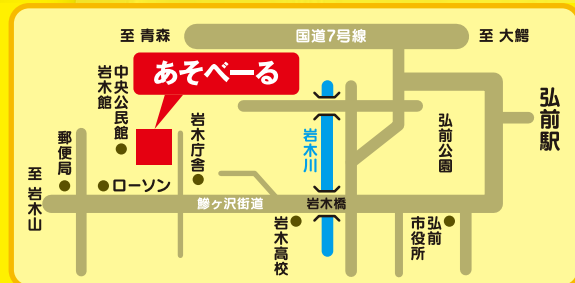 至 青森
国道7号線
至 大鰐
あそべーる
中央公民館
岩木館
岩木庁舎
郵便局
ローソン
至 岩木山
岩木川
弘前公園
弘前駅
鰺ヶ沢街道
岩木橋
岩木高校
弘前
市役所